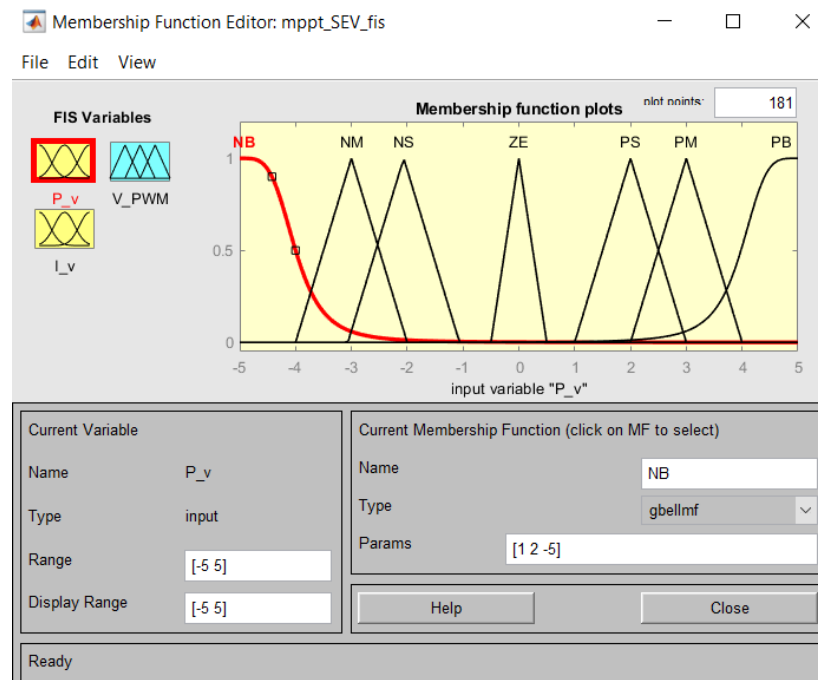 Membership Function Editor: mppt_SEV_fis
File Edit View
FIS Variables
P_v
V_PWM
I_v
Membership function plots
plot points:
181
NB NM NS ZE PS PM PB
1
0.5
0
-5 -4 -3 -2 -1 0 1 2 3 4 5
input variable "P_v"
Current Variable
Name P_v
Type input
Range [-5 5]
Display Range [-5 5]
Current Membership Function (click on MF to select)
Name NB
Type gbellmf
Params [1 2 -5]
Help Close
Ready